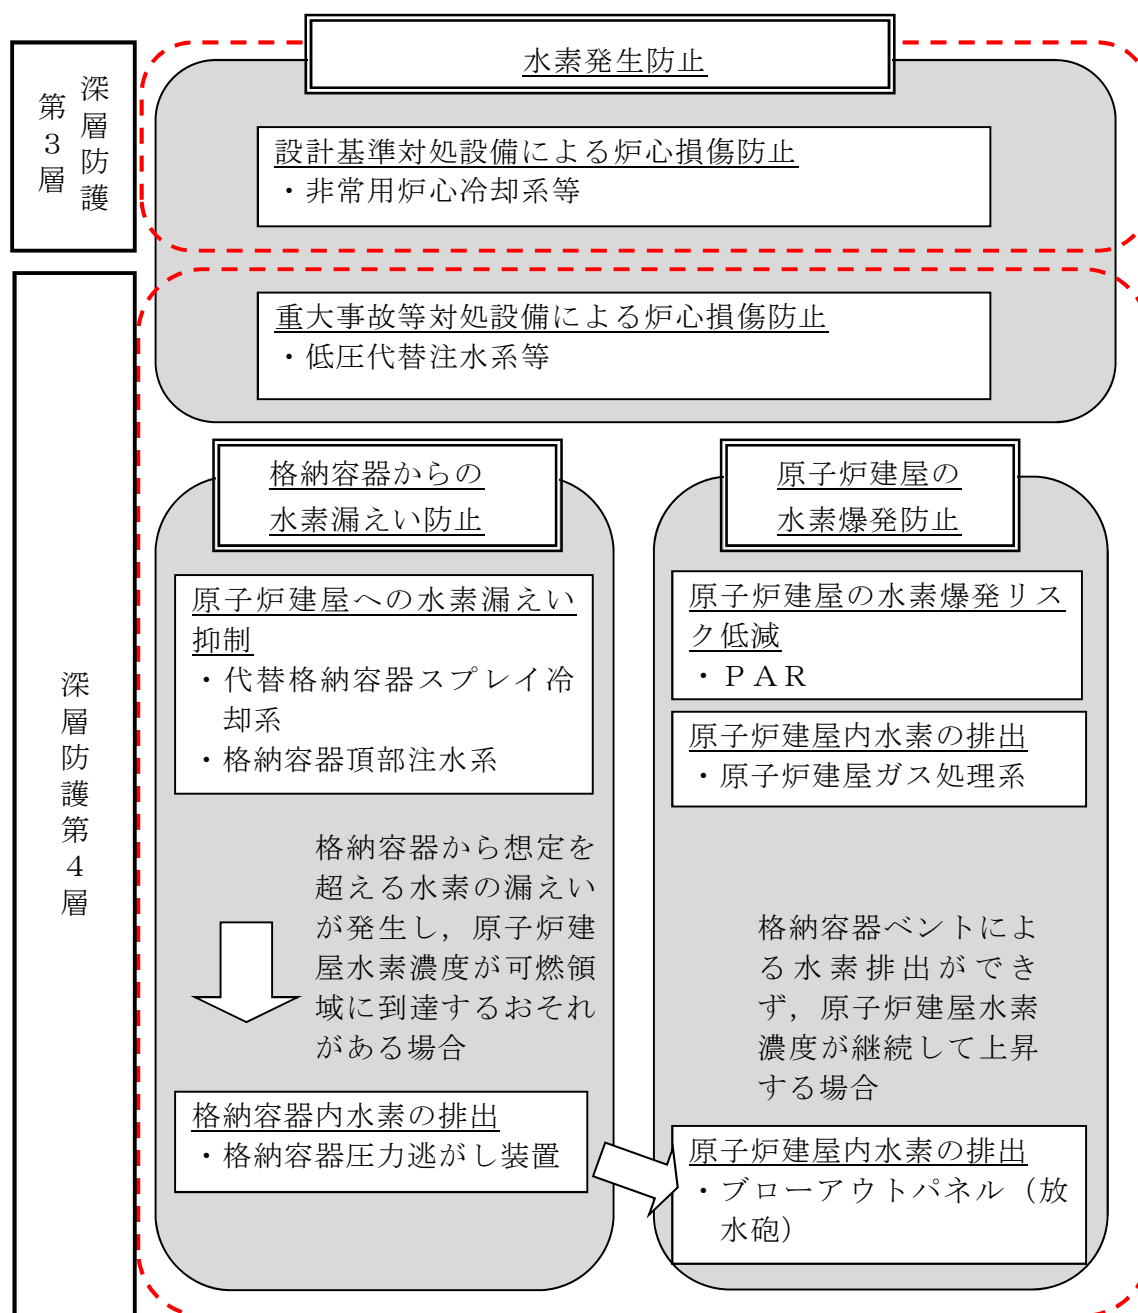 水素発生防止
深層防護
第３層
設計基準対処設備による炉心損傷防止
・非常用炉心冷却系等
重大事故等対処設備による炉心損傷防止
・低圧代替注水系等
深層防護第４層
格納容器からの
水素漏えい防止
原子炉建屋への水素漏えい
抑制
・代替格納容器スプレイ冷
却系
・格納容器頂部注水系
格納容器から想定を
超える水素の漏えい
が発生し，原子炉建
屋水素濃度が可燃領
域に到達するおそれ
がある場合
格納容器内水素の排出
・格納容器圧力逃がし装置
原子炉建屋の
水素爆発防止
原子炉建屋の水素爆発リス
ク低減
・ＰＡＲ
原子炉建屋内水素の排出
・原子炉建屋ガス処理系
格納容器ベントによ
る水素排出ができ
ず，原子炉建屋水素
濃度が継続して上昇
する場合
原子炉建屋内水素の排出
・ブローアウトパネル（放
水砲）